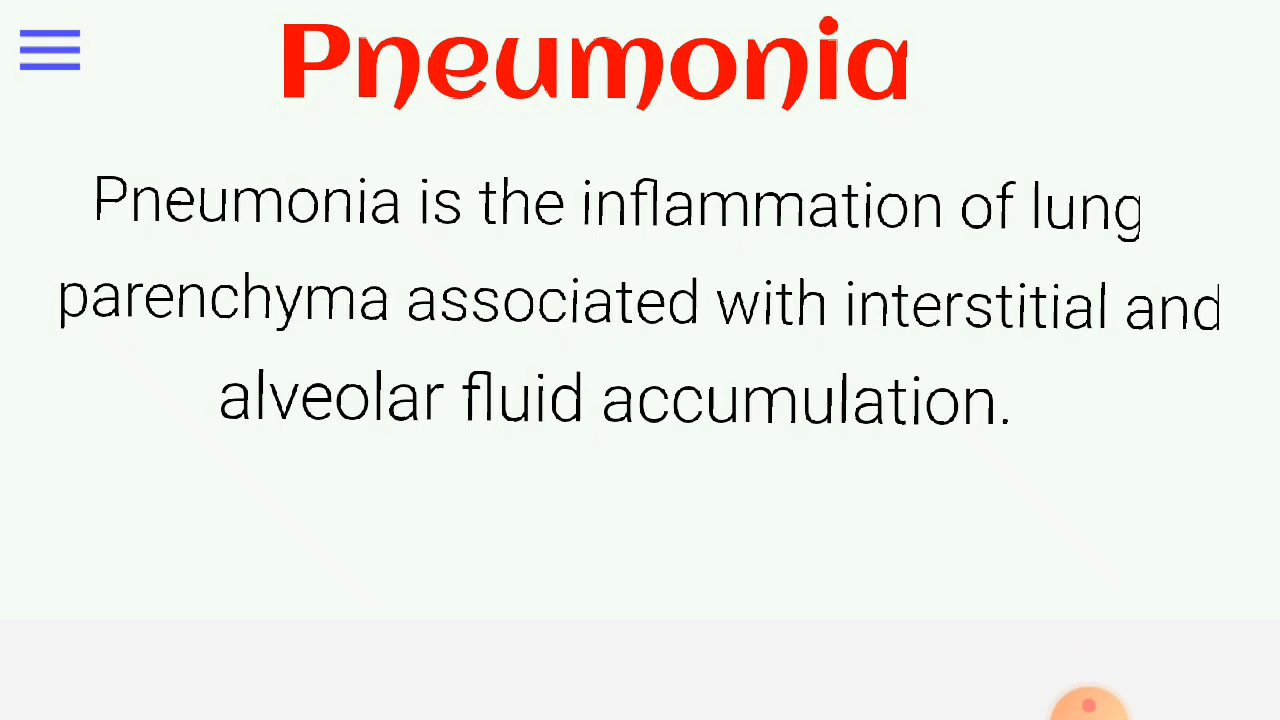 Pneumonia
Pneumonia is the inflammation of lung
parenchyma associated with interstitial and
alveolar fluid accumulation.